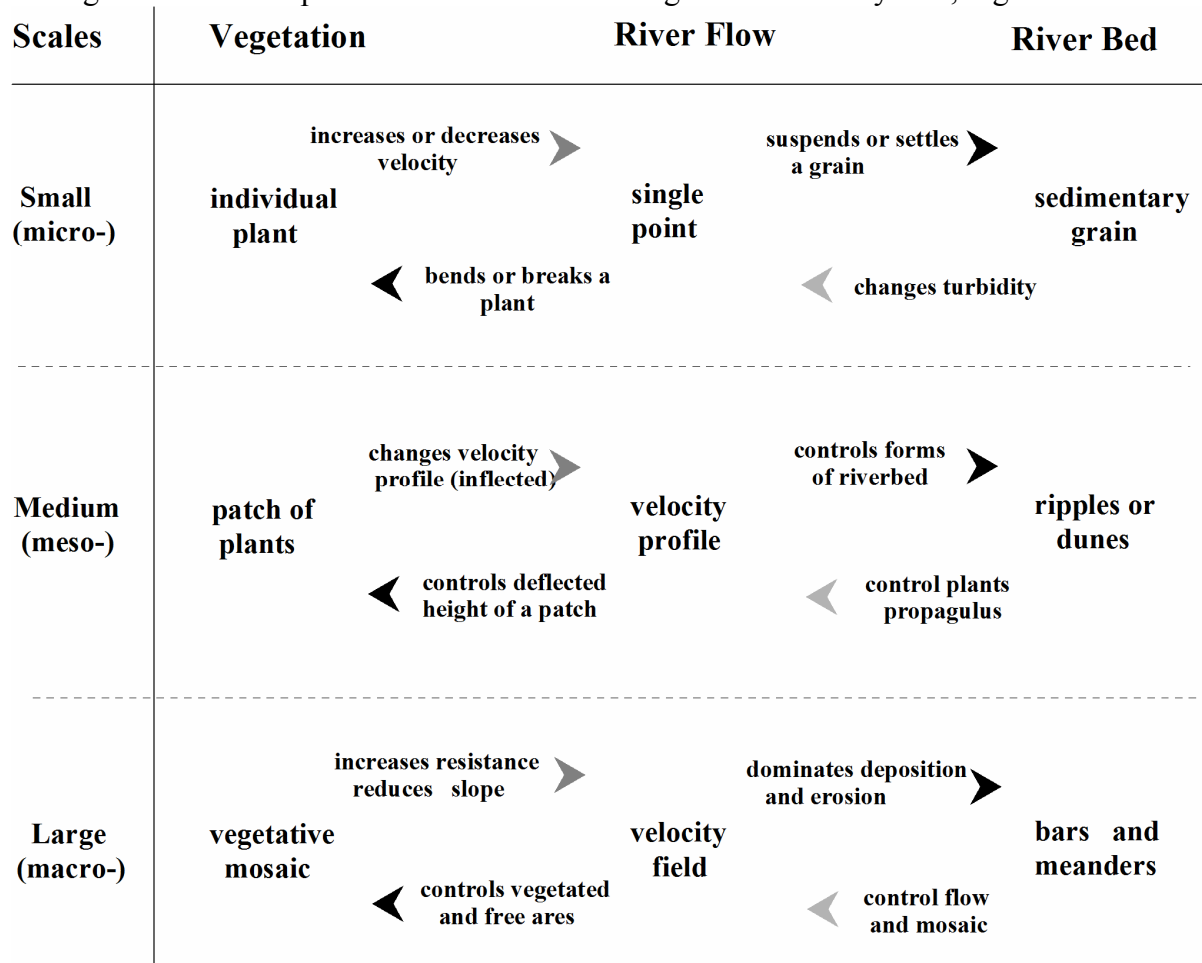 Scales Vegetation River Flow River Bed
increases or decreases
velocity
suspends or settles
a grain
Small
(micro-)
individual
plant
single
point
sedimentary
grain
bends or breaks a
plant
changes turbidity
changes velocity
profile (inflected)
controls forms
of riverbed
Medium
(meso-)
patch of
plants
velocity
profile
ripples or
dunes
controls deflected
height of a patch
control plants
propagulus
increases resistance
reduces slope
dominates deposition
and erosion
Large
(macro-)
vegetative
mosaic
velocity
field
bars and
meanders
controls vegetated
and free ares
control flow
and mosaic